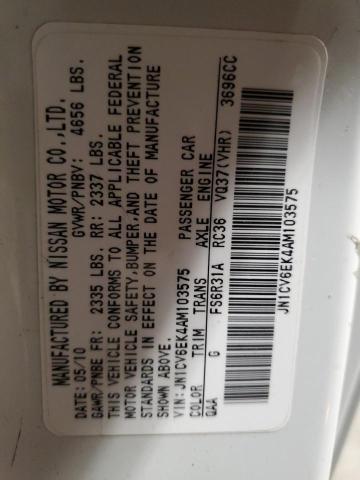 MANUFACTURED BY NISSAN MOTOR CO.,LTD.
DATE: 05/10 GVWR/PNBV: 4656 LBS.
GAWR/PNBE FR: 2335 LBS. RR: 2337 LBS.
THIS VEHICLE CONFORMS TO ALL APPLICABLE FEDERAL
MOTOR VEHICLE SAFETY,BUMPER,AND THEFT PREVENTION
STANDARDS IN EFFECT ON THE DATE OF MANUFACTURE
SHOWN ABOVE.
VIN: JN1CV6EK4AM103575 PASSENGER CAR
COLOR TRIM TRANS AXLE ENGINE
QAA G FS6R31A RC36 VQ37(VHR) 3696CC
JN1CV6EK4AM103575